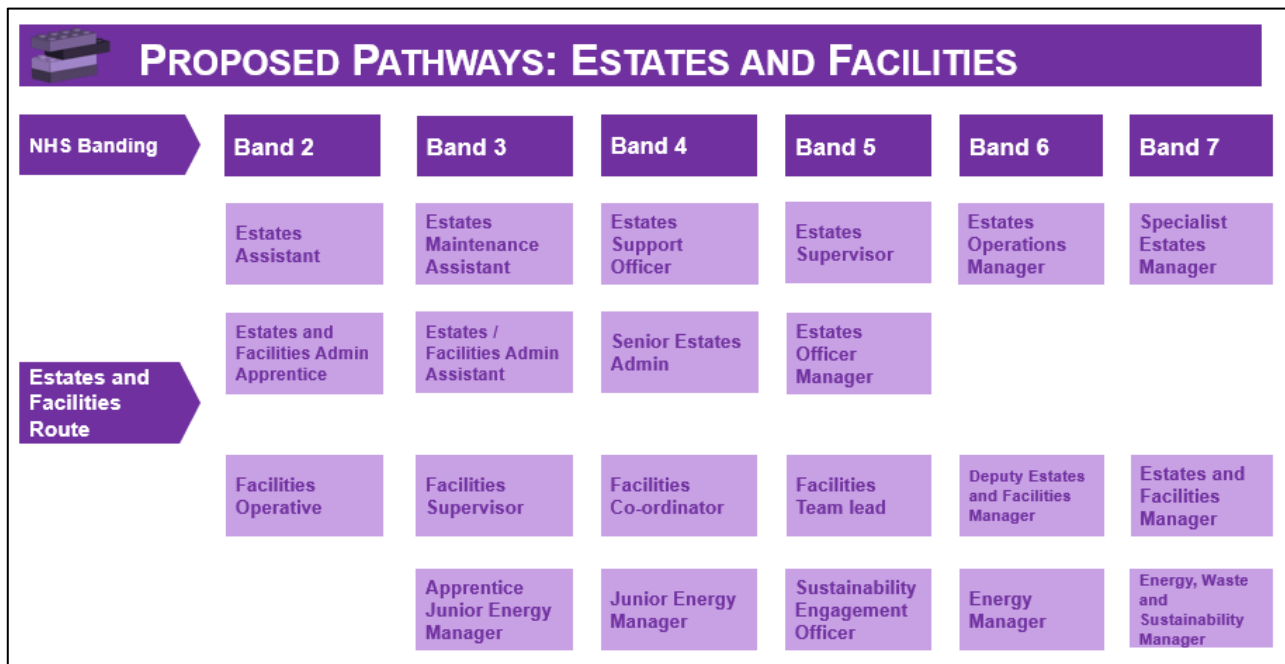 PROPOSED PATHWAYS: ESTATES AND FACILITIES
NHS Banding
Band 2
Band 3
Band 4
Band 5
Band 6
Band 7
Estates and
Facilities
Route
Estates
Assistant
Estates
Maintenance
Assistant
Estates
Support
Officer
Estates
Supervisor
Estates
Operations
Manager
Specialist
Estates
Manager
Estates and
Facilities Admin
Apprentice
Estates /
Facilities Admin
Assistant
Senior Estates
Admin
Estates
Officer
Manager
Facilities
Operative
Facilities
Supervisor
Facilities
Co-ordinator
Facilities
Team lead
Deputy Estates
and Facilities
Manager
Estates and
Facilities
Manager
Apprentice
Junior Energy
Manager
Junior Energy
Manager
Sustainability
Engagement
Officer
Energy
Manager
Energy, Waste
and
Sustainability
Manager